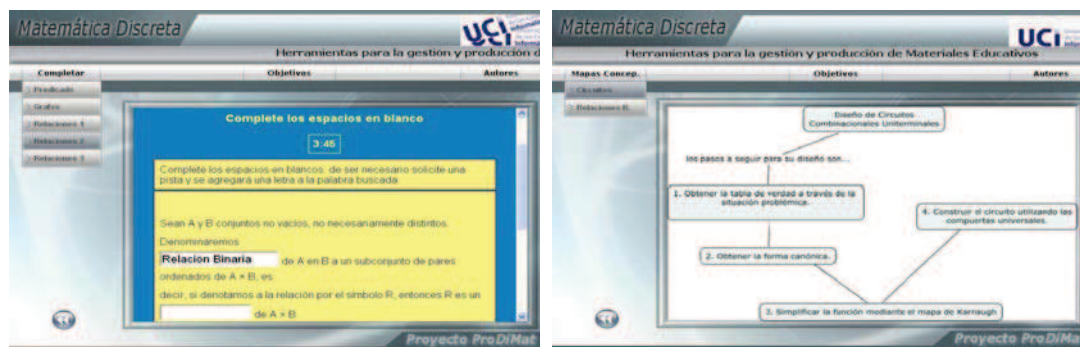 Matemática Discreta
UCI
Herramientas para la gestión y producción d
Completar
Objetivos
Autores
Predicado
Grafos
Relaciones 1
Relaciones 2
Relaciones 3
Complete los espacios en blanco
3:45
Complete los espacios en blancos, de ser necesario solicite una
pista y se agregará una letra a la palabra buscada
Sean A y B conjuntos no vacíos, no necesariamente distintos.
Denominaremos
Relacion Binaria de A en B a un subconjunto de pares
ordenados de A × B, es
decir, si denotamos a la relación por el símbolo R, entonces R es un
de A × B
Proyecto ProDiMat
Matemática Discreta
UCI
Herramientas para la gestión y producción de Materiales Educativos
Mapas Concep.
Objetivos
Autores
Circuitos
Relaciones B.
Diseño de Circuitos
Combinacionales Uniterminales
los pasos a seguir para su diseño son...
1. Obtener la tabla de verdad a través de la
situación problémica.
4. Construir el circuito utilizando las
compuertas universales.
2. Obtener la forma canónica.
3. Simplificar la función mediante el mapa de Karnaugh
Proyecto ProDiMa